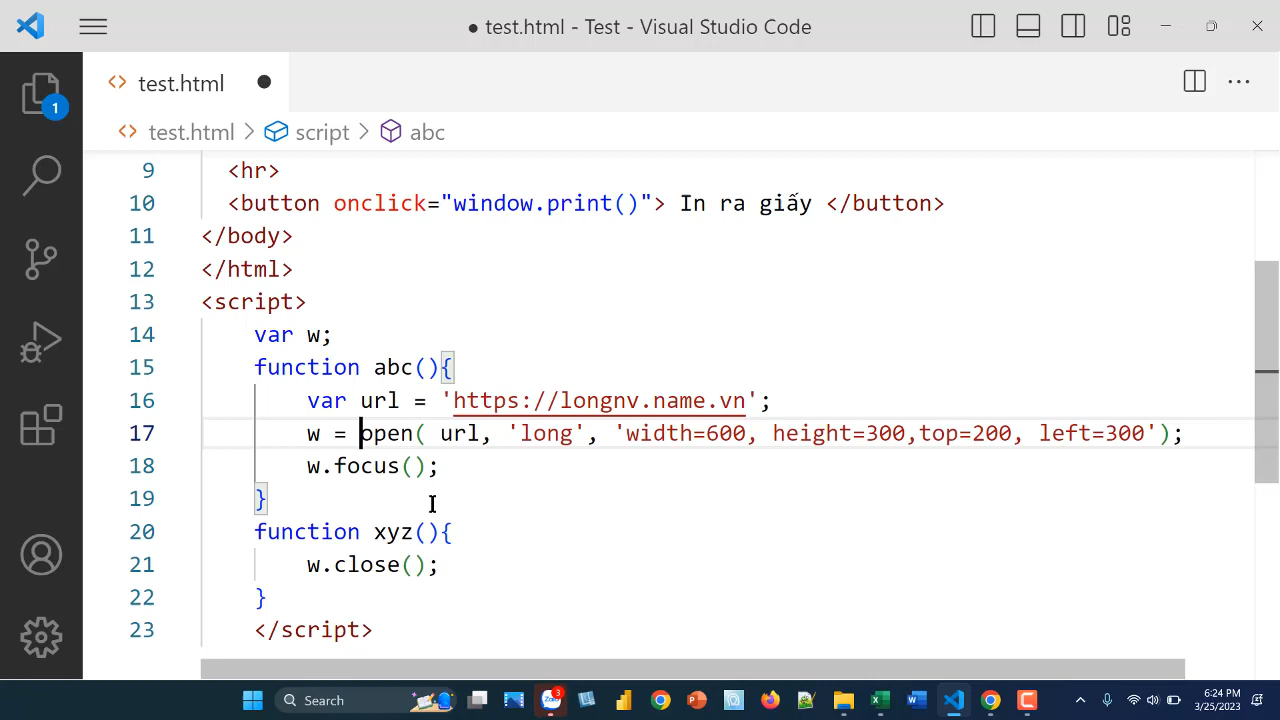 ● test.html - Test - Visual Studio Code
test.html
1
test.html > script > abc
9 <hr>
10 <button onclick="window.print()"> In ra giấy </button>
11 </body>
12 </html>
13 <script>
14 var w;
15 function abc(){
16 var url = 'https://longnv.name.vn';
17 w = open( url, 'long', 'width=600, height=300,top=200, left=300');
18 w.focus();
19 }
20 function xyz(){
21 w.close();
22 }
23 </script>
Search
Zalo
3
6:24 PM
3/25/2023